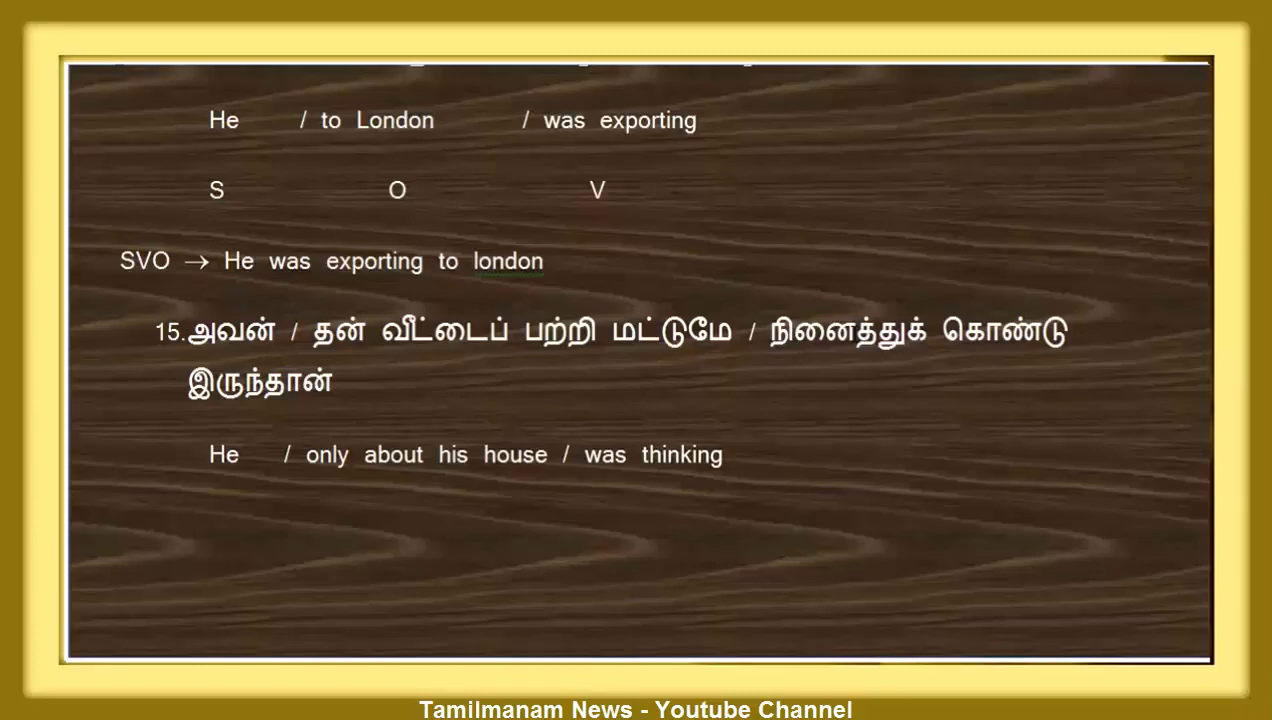 He / to London / was exporting
S O V
SVO → He was exporting to london
15.அவன் / தன் வீட்டைப் பற்றி மட்டுமே / நினைத்துக் கொண்டு
இருந்தான்
He / only about his house / was thinking
Tamilmanam News - Youtube Channel